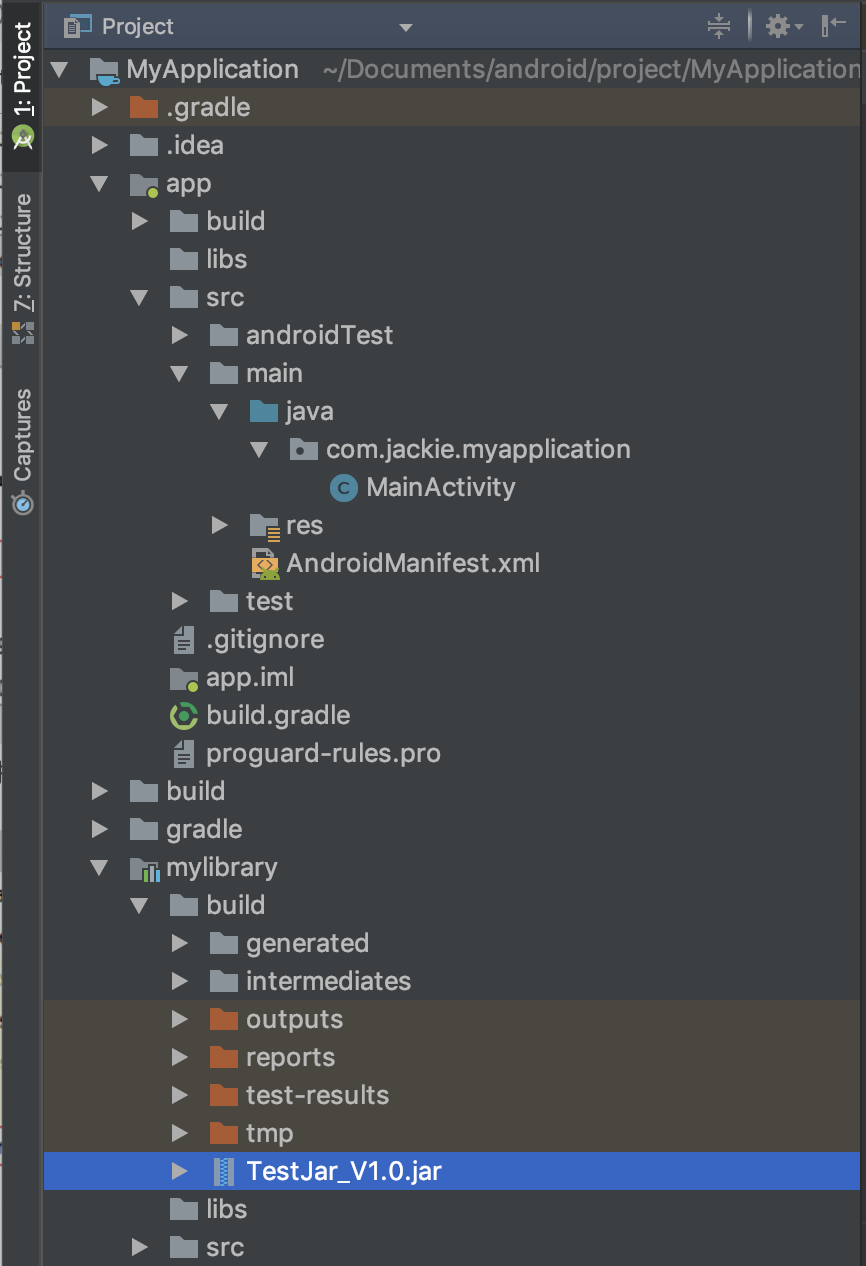 Project
MyApplication ~/Documents/android/project/MyApplication
.gradle
.idea
app
build
libs
src
androidTest
main
java
com.jackie.myapplication
C MainActivity
res
AndroidManifest.xml
test
.gitignore
app.iml
build.gradle
proguard-rules.pro
build
gradle
mylibrary
build
generated
intermediates
outputs
reports
test-results
tmp
TestJar_V1.0.jar
libs
src
1: Project
Z: Structure
Captures